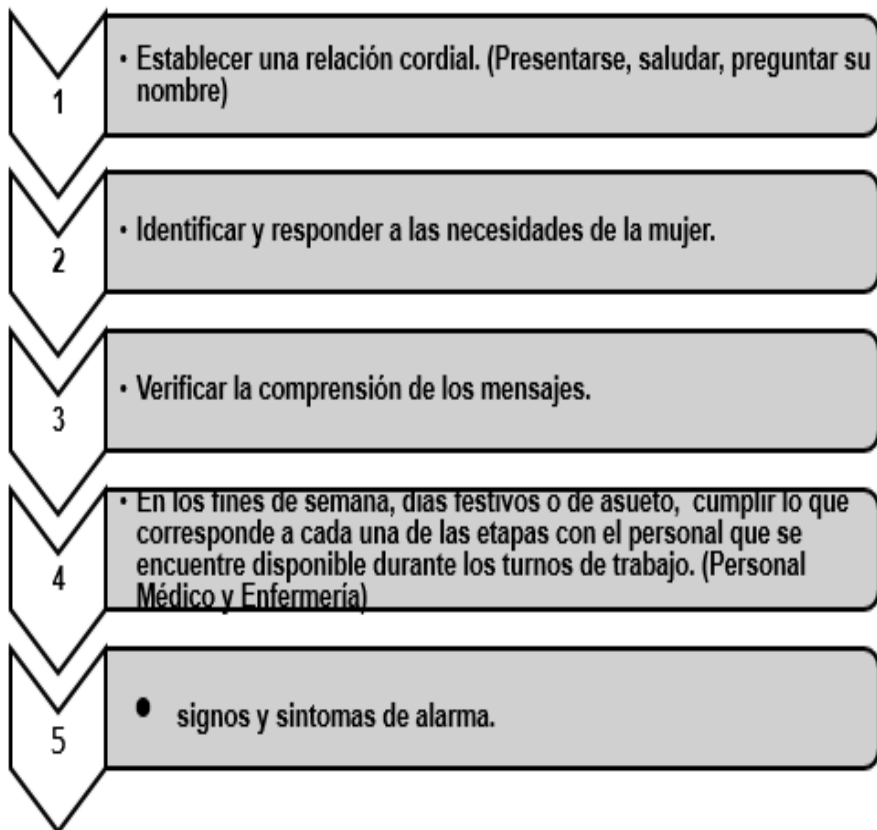 1
• Establecer una relación cordial. (Presentarse, saludar, preguntar su
nombre)
2
• Identificar y responder a las necesidades de la mujer.
3
• Verificar la comprensión de los mensajes.
4
• En los fines de semana, días festivos o de asueto, cumplir lo que
corresponde a cada una de las etapas con el personal que se
encuentre disponible durante los turnos de trabajo. (Personal
Médico y Enfermería)
5
• signos y sintomas de alarma.